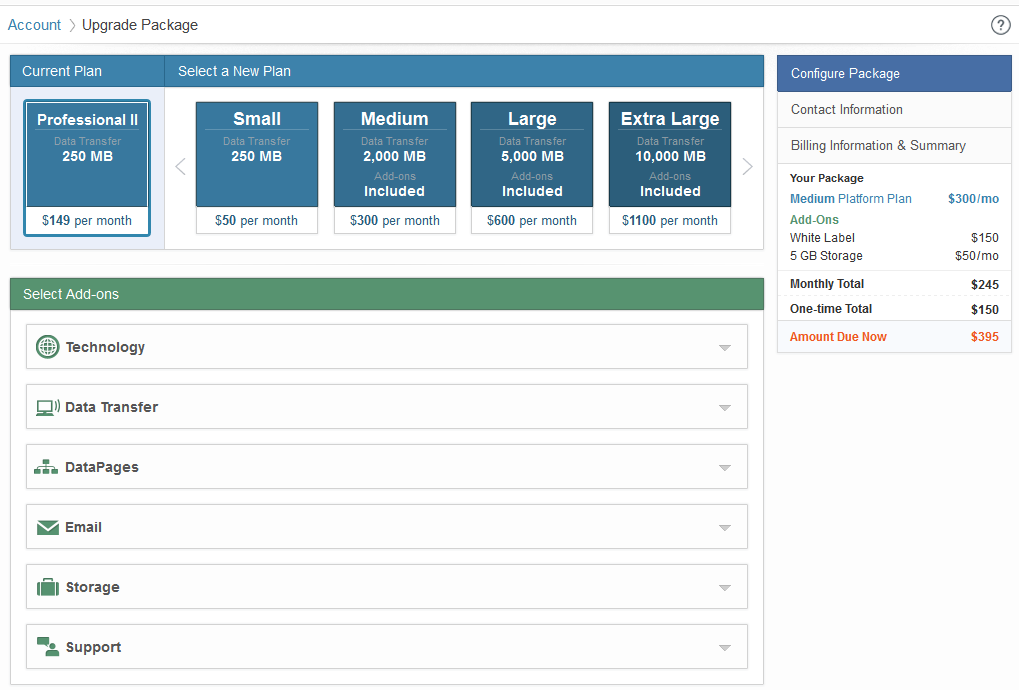 Account > Upgrade Package
?
Current Plan
Professional II
Data Transfer
250 MB
$149 per month
Select a New Plan
Small
Data Transfer
250 MB
$50 per month
Medium
Data Transfer
2,000 MB
Add-ons
Included
$300 per month
Large
Data Transfer
5,000 MB
Add-ons
Included
$600 per month
Extra Large
Data Transfer
10,000 MB
Add-ons
Included
$1100 per month
Select Add-ons
Technology
Data Transfer
DataPages
Email
Storage
Support
Configure Package
Contact Information
Billing Information & Summary
Your Package
Medium Platform Plan $300/mo
Add-Ons
White Label $150
5 GB Storage $50/mo
Monthly Total $245
One-time Total $150
Amount Due Now $395